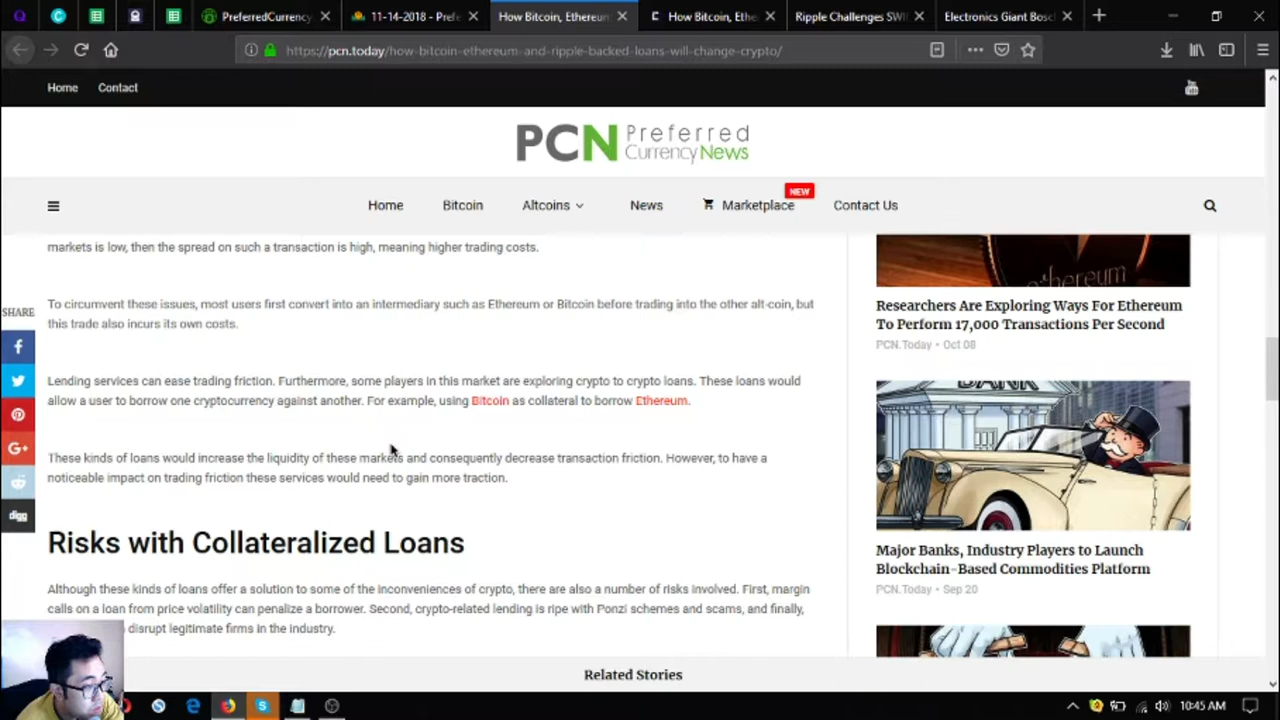 PreferredCurrency
11-14-2018 - Prefe
How Bitcoin, Ethereum
How Bitcoin, Ethe
Ripple Challenges SWI
Electronics Giant Bosc
https://pcn.today/how-bitcoin-ethereum-and-ripple-backed-loans-will-change-crypto/
Home Contact
PCN Preferred
CurrencyNews
NEW
Home Bitcoin Altcoins News Marketplace Contact Us
markets is low, then the spread on such a transaction is high, meaning higher trading costs.
To circumvent these issues, most users first convert into an intermediary such as Ethereum or Bitcoin before trading into the other alt-coin, but
this trade also incurs its own costs.
Lending services can ease trading friction. Furthermore, some players in this market are exploring crypto to crypto loans. These loans would
allow a user to borrow one cryptocurrency against another. For example, using Bitcoin as collateral to borrow Ethereum.
These kinds of loans would increase the liquidity of these markets and consequently decrease transaction friction. However, to have a
noticeable impact on trading friction these services would need to gain more traction.
Risks with Collateralized Loans
Although these kinds of loans offer a solution to some of the inconveniences of crypto, there are also a number of risks involved. First, margin
calls on a loan from price volatility can penalize a borrower. Second, crypto-related lending is ripe with Ponzi schemes and scams, and finally,
disrupt legitimate firms in the industry.
SHARE
G+
digg
ethereum
Researchers Are Exploring Ways For Ethereum
To Perform 17,000 Transactions Per Second
PCN.Today • Oct 08
BANK
Major Banks, Industry Players to Launch
Blockchain-Based Commodities Platform
PCN.Today • Sep 20
Related Stories
10:45 AM